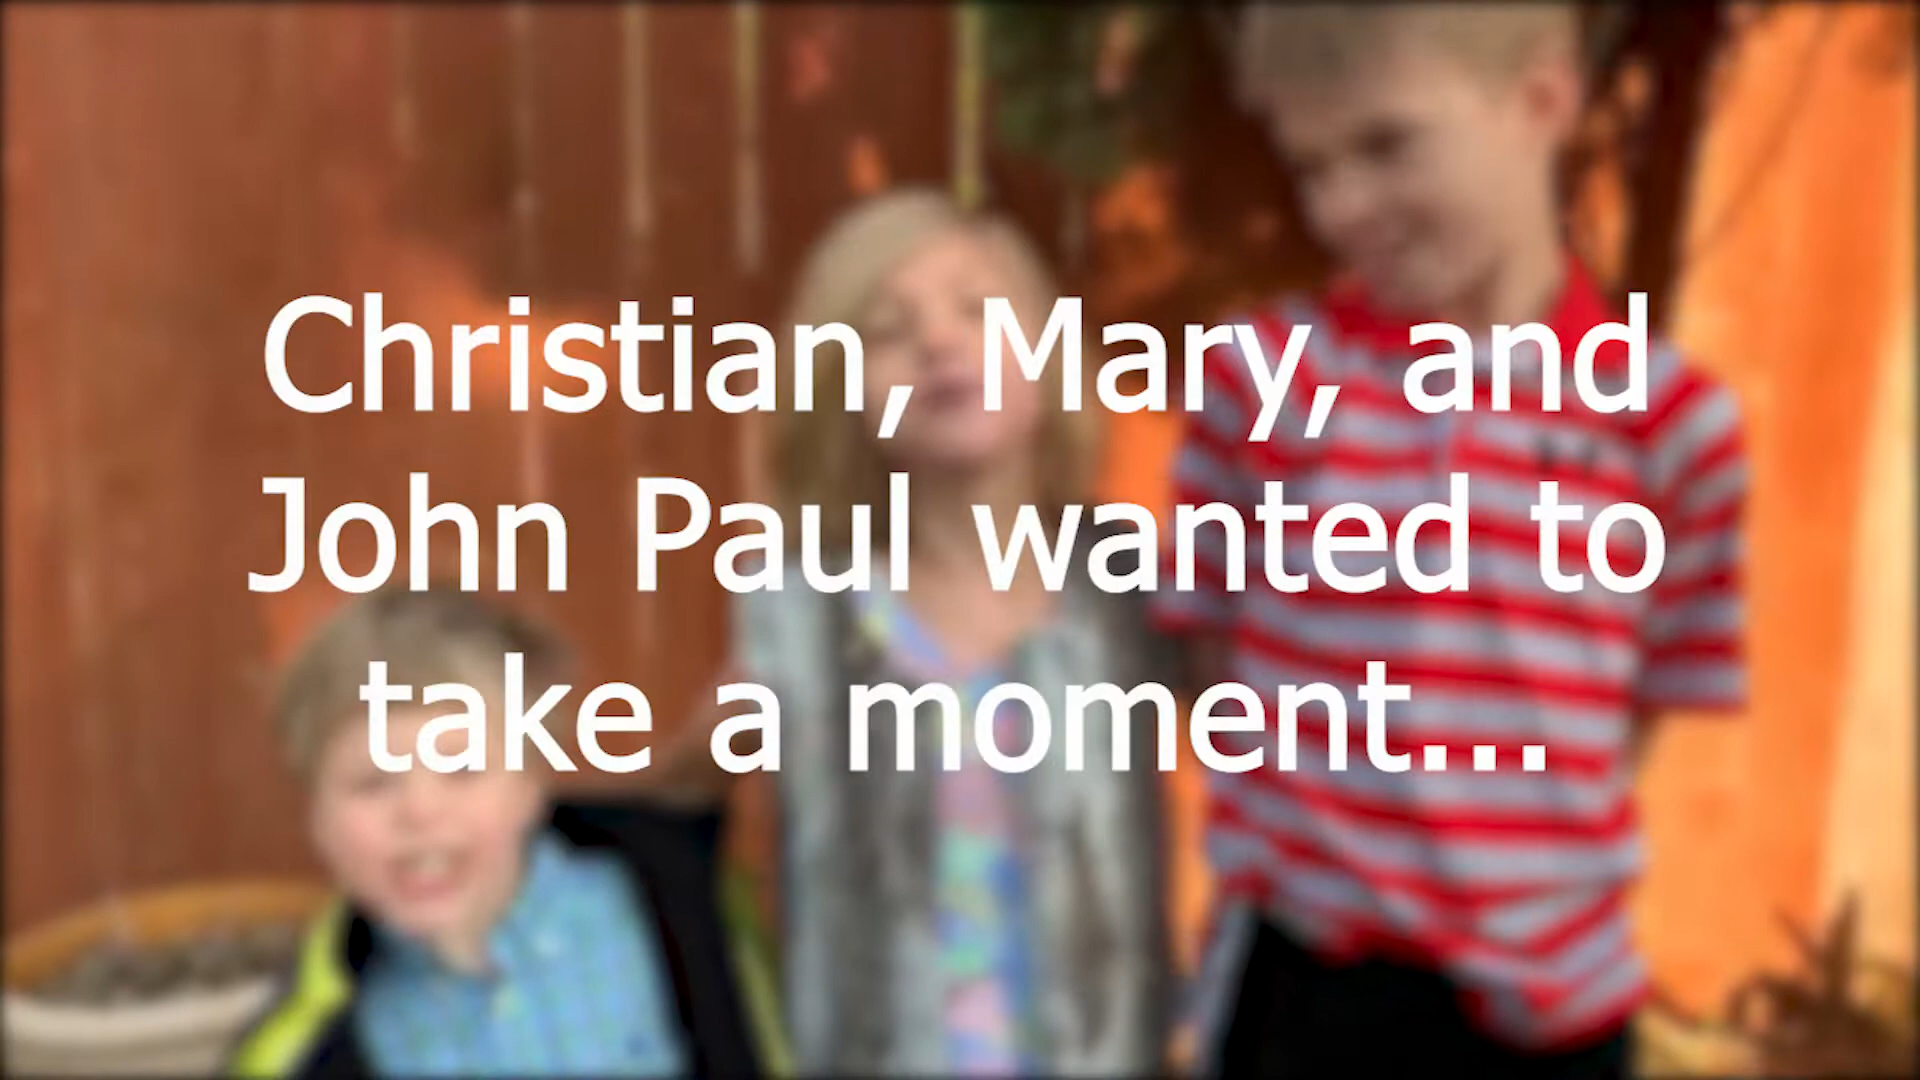 Christian, Mary, and
John Paul wanted to
take a moment...